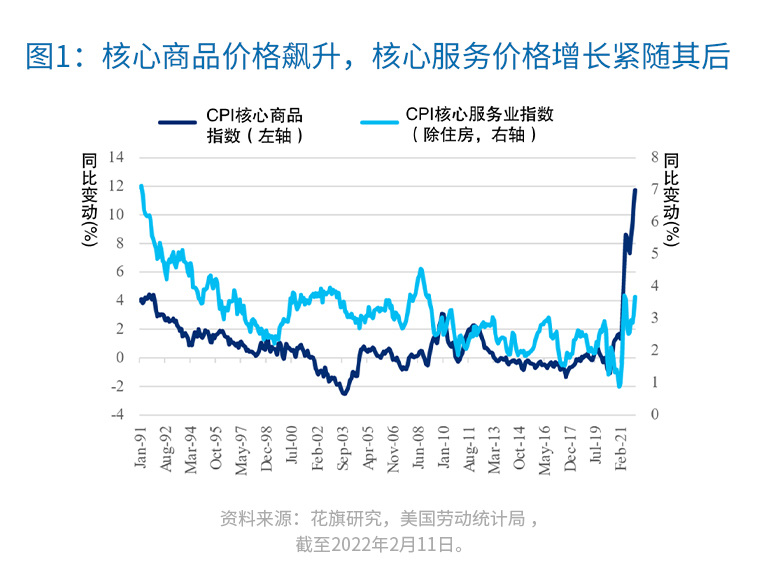 图1：核心商品价格飙升，核心服务价格增长紧随其后
CPI核心商品
指数（左轴）
CPI核心服务业指数
（除住房，右轴）
同比变动(%)
14
12
10
8
6
4
2
0
-2
-4
8
7
6
5
4
3
2
1
0
同比变动(%)
Jan-91
Aug-92
Mar-94
Oct-95
May-97
Dec-98
Jul-00
Feb-02
Sep-03
Apr-05
Nov-06
Jun-08
Jan-10
Aug-11
Mar-13
Oct-14
May-16
Dec-17
Jul-19
Feb-21
资料来源：花旗研究，美国劳动统计局，
截至2022年2月11日。